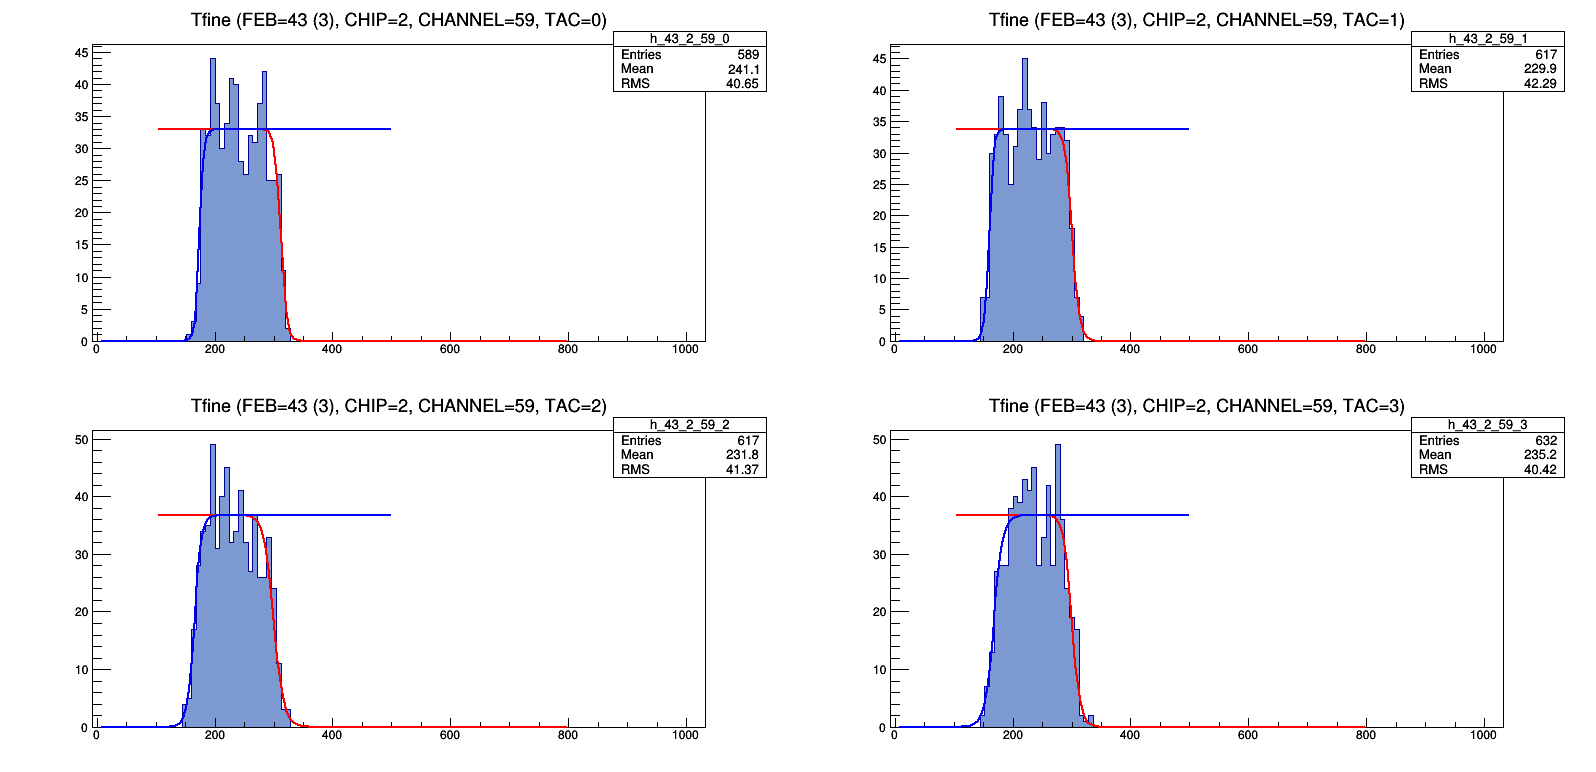 Tfine (FEB=43 (3), CHIP=2, CHANNEL=59, TAC=0)
h_43_2_59_0
Entries 589
Mean 241.1
RMS 40.65
45
40
35
30
25
20
15
10
5
0
0 200 400 600 800 1000
Tfine (FEB=43 (3), CHIP=2, CHANNEL=59, TAC=1)
h_43_2_59_1
Entries 617
Mean 229.9
RMS 42.29
45
40
35
30
25
20
15
10
5
0
0 200 400 600 800 1000
Tfine (FEB=43 (3), CHIP=2, CHANNEL=59, TAC=2)
h_43_2_59_2
Entries 617
Mean 231.8
RMS 41.37
50
40
30
20
10
0
0 200 400 600 800 1000
Tfine (FEB=43 (3), CHIP=2, CHANNEL=59, TAC=3)
h_43_2_59_3
Entries 632
Mean 235.2
RMS 40.42
50
40
30
20
10
0
0 200 400 600 800 1000